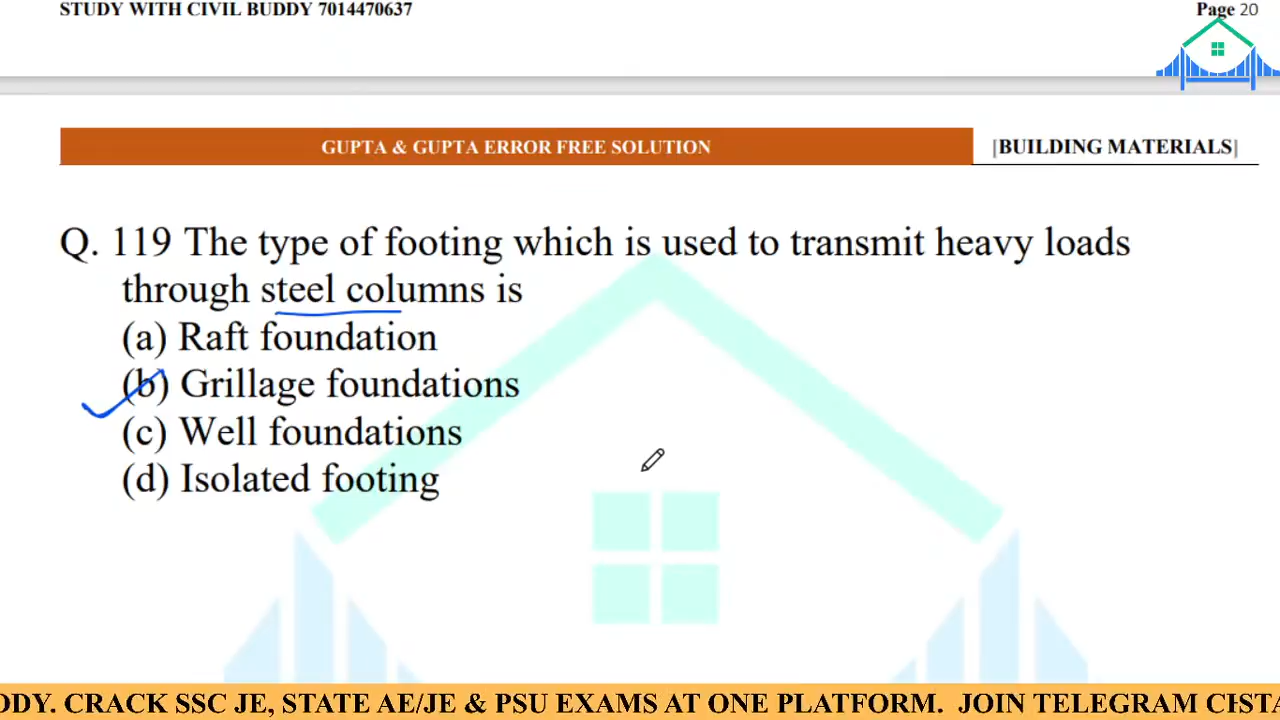 STUDY WITH CIVIL BUDDY 7014470637
Page 20
GUPTA & GUPTA ERROR FREE SOLUTION
[BUILDING MATERIALS]
Q. 119 The type of footing which is used to transmit heavy loads
through steel columns is
(a) Raft foundation
(b) Grillage foundations
(c) Well foundations
(d) Isolated footing
DDY. CRACK SSC JE, STATE AE/JE & PSU EXAMS AT ONE PLATFORM. JOIN TELEGRAM